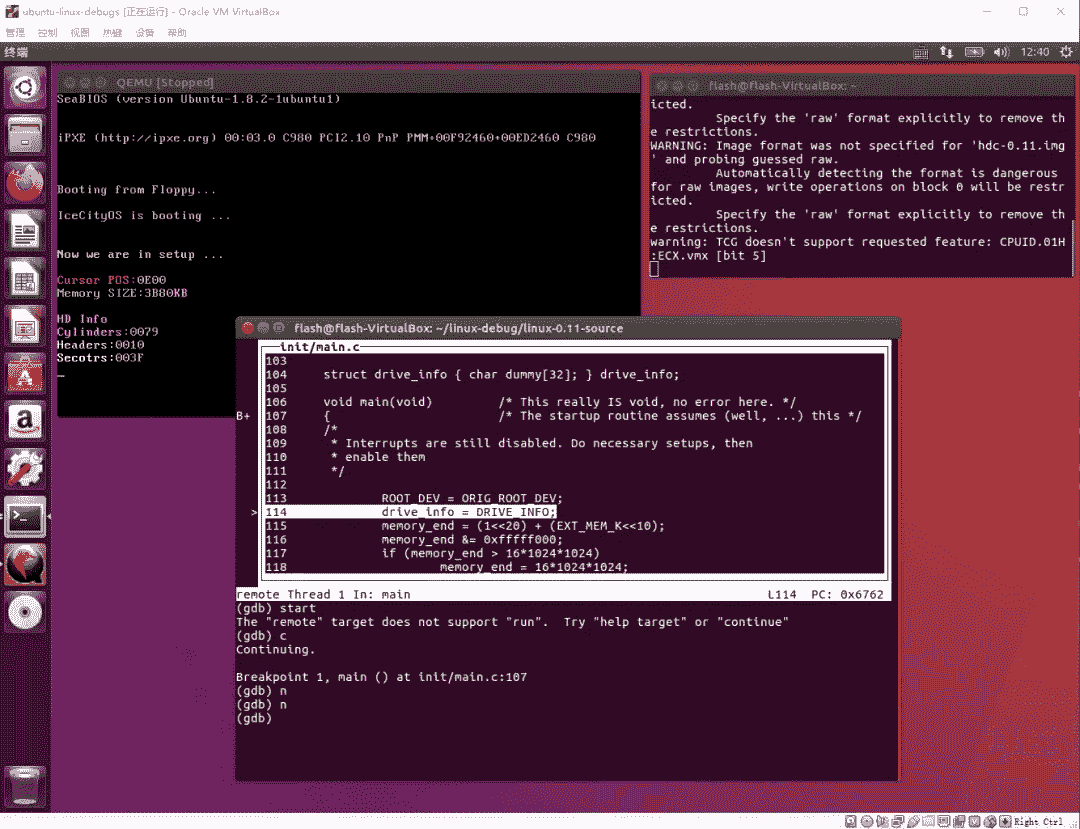 ubuntu-linux-debugs [正在运行] - Oracle VM VirtualBox
管理 控制 视图 热键 设备 帮助
终端
12:40
QEMU [Stopped]
SeaBIOS (version Ubuntu-1.8.2-1ubuntu1)
iPXE (http://ipxe.org) 00:03.0 C980 PCI2.10 PnP PMM+00F92460+00ED2460 C980
Booting from Floppy...
IceCityOS is booting ...
Now we are in setup ...
Cursor POS:0E00
Memory SIZE:3B80KB
HD Info
Cylinders:0079
Headers:0010
Secotrs:003F
flash@flash-VirtualBox: ~
icted.
Specify the 'raw' format explicitly to remove th
e restrictions.
WARNING: Image format was not specified for 'hdc-0.11.img
' and probing guessed raw.
Automatically detecting the format is dangerous
for raw images, write operations on block 0 will be restr
icted.
Specify the 'raw' format explicitly to remove th
e restrictions.
warning: TCG doesn't support requested feature: CPUID.01H
:ECX.vmx [bit 5]
flash@flash-VirtualBox: ~/linux-debug/linux-0.11-source
init/main.c
103
104 struct drive_info { char dummy[32]; } drive_info;
105
106 void main(void) /* This really IS void, no error here. */
B+ 107 { /* The startup routine assumes (well, ...) this */
108 /*
109 * Interrupts are still disabled. Do necessary setups, then
110 * enable them
111 */
112
113 ROOT_DEV = ORIG_ROOT_DEV;
> 114 drive_info = DRIVE_INFO;
115 memory_end = (1<<20) + (EXT_MEM_K<<10);
116 memory_end &= 0xfffff000;
117 if (memory_end > 16*1024*1024)
118 memory_end = 16*1024*1024;
remote Thread 1 In: main L114 PC: 0x6762
(gdb) start
The "remote" target does not support "run". Try "help target" or "continue"
(gdb) c
Continuing.
Breakpoint 1, main () at init/main.c:107
(gdb) n
(gdb) n
(gdb)
Right Ctrl